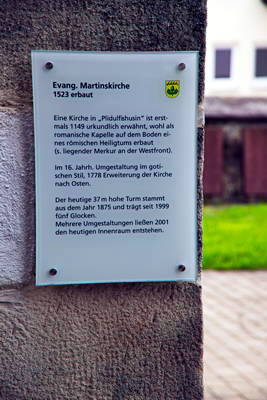 Evang. Martinskirche
1523 erbaut
Eine Kirche in „Plidulfshusin“ ist erst-
mals 1149 urkundlich erwähnt, wohl als
romanische Kapelle auf dem Boden ei-
nes römischen Heiligtums erbaut
(s. liegender Merkur an der Westfront).
Im 16. Jahrh. Umgestaltung im goti-
schen Stil, 1778 Erweiterung der Kirche
nach Osten.
Der heutige 37 m hohe Turm stammt
aus dem Jahr 1875 und trägt seit 1999
fünf Glocken.
Mehrere Umgestaltungen ließen 2001
den heutigen Innenraum entstehen.